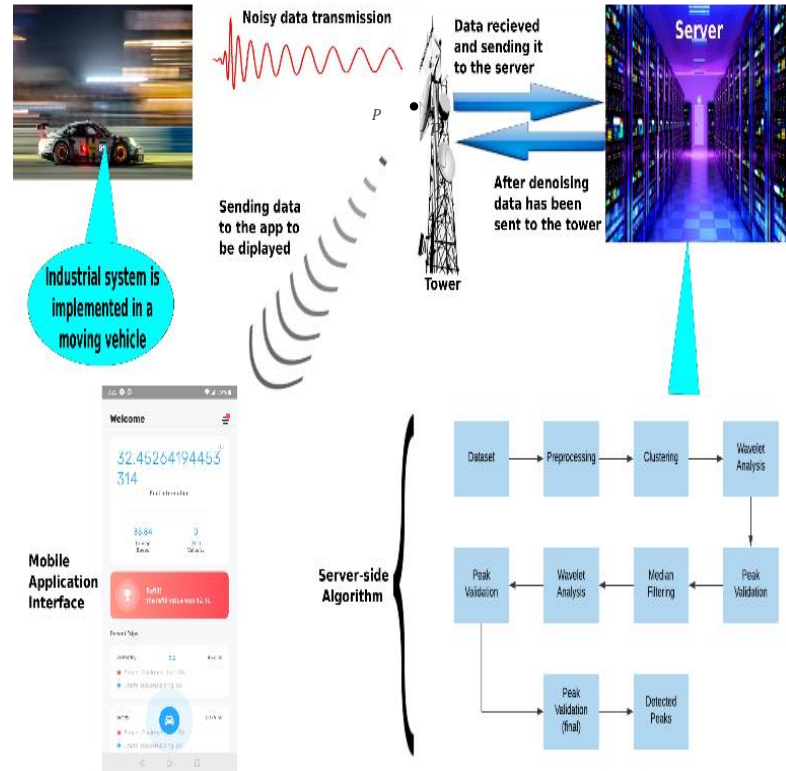 Noisy data transmission
P
Data recieved
and sending it
to the server
Server
After denoising
data has been
sent to the tower
Sending data
to the app to
be diplayed
Tower
Industrial system is
implemented in a
moving vehicle
Welcome
32.45264194453
314
Mobile
Application
Interface
Server-side
Algorithm
Dataset
Preprocessing
Clustering
Wavelet
Analysis
Peak
Validation
Median
Filtering
Wavelet
Analysis
Peak
Validation
Peak
Validation
(final)
Detected
Peaks